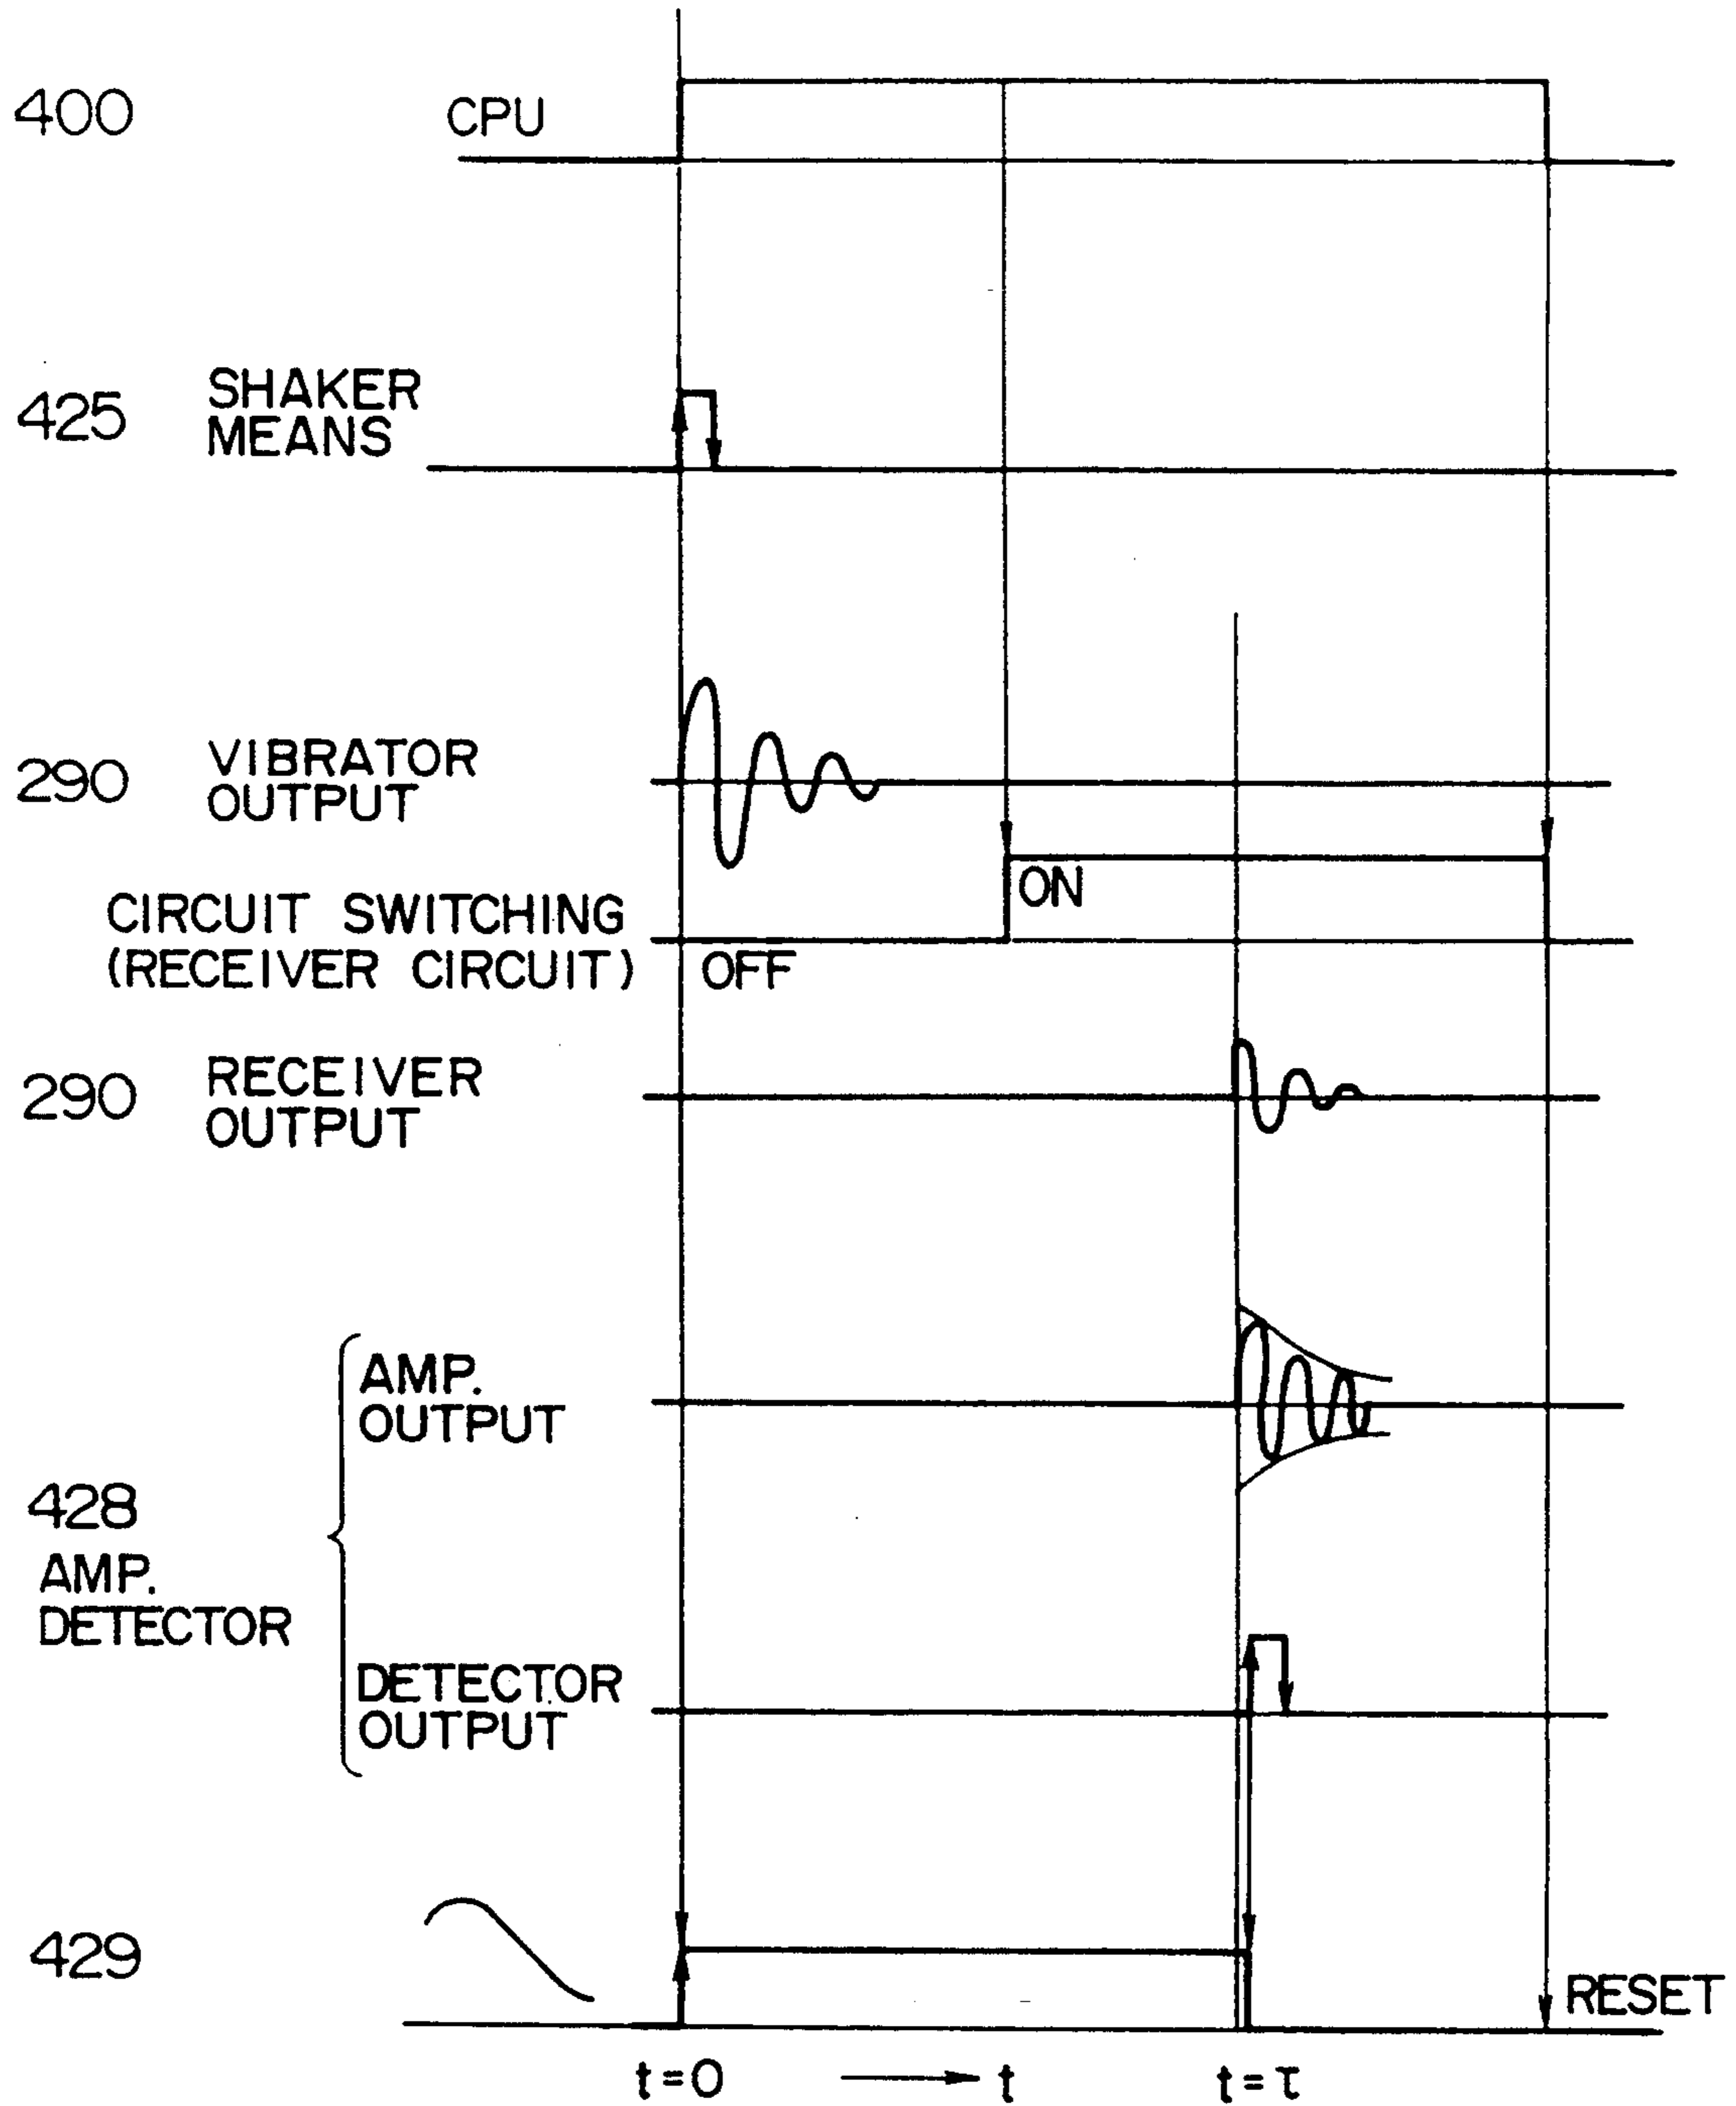 400 CPU
425 SHAKER
MEANS
290 VIBRATOR
OUTPUT
ON
CIRCUIT SWITCHING
(RECEIVER CIRCUIT) OFF
290 RECEIVER
OUTPUT
AMP.
OUTPUT
428
AMP.
DETECTOR
DETECTOR
OUTPUT
429
RESET
t=0 t t=τ